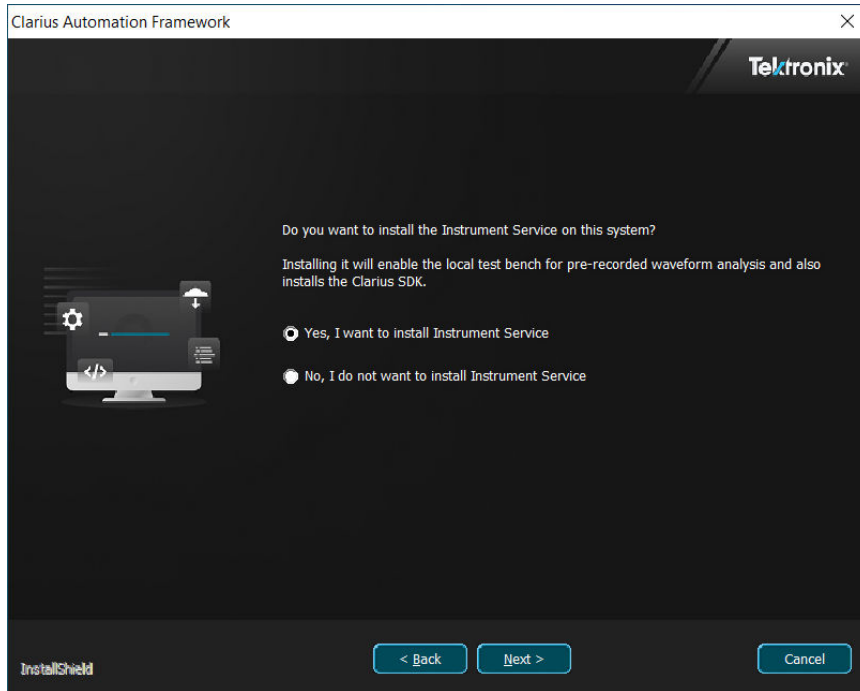 Clarius Automation Framework
Tektronix
Do you want to install the Instrument Service on this system?
Installing it will enable the local test bench for pre-recorded waveform analysis and also
installs the Clarius SDK.
Yes, I want to install Instrument Service
</>
No, I do not want to install Instrument Service
InstallShield
< Back
Next >
Cancel